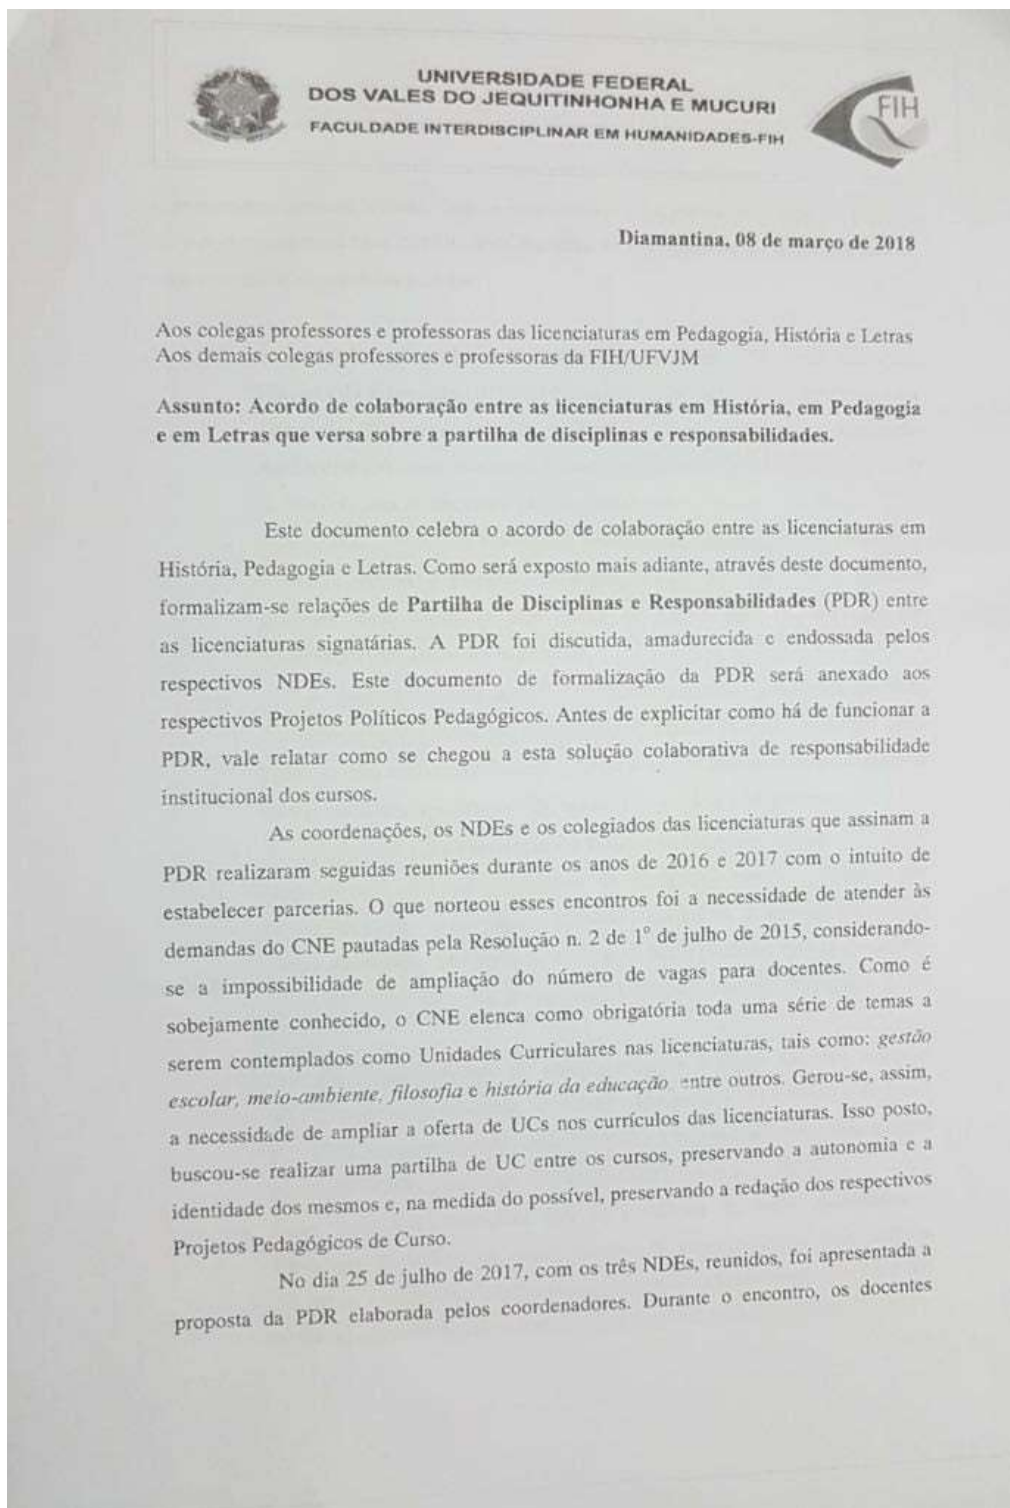 UNIVERSIDADE FEDERAL
DOS VALES DO JEQUITINHONHA E MUCURI
FACULDADE INTERDISCIPLINAR EM HUMANIDADES-FIH
FIH
Diamantina, 08 de março de 2018
Aos colegas professores e professoras das licenciaturas em Pedagogia, História e Letras
Aos demais colegas professores e professoras da FIH/UFVJM
Assunto: Acordo de colaboração entre as licenciaturas em História, em Pedagogia
e em Letras que versa sobre a partilha de disciplinas e responsabilidades.
Este documento celebra o acordo de colaboração entre as licenciaturas em
História, Pedagogia e Letras. Como será exposto mais adiante, através deste documento,
formalizam-se relações de Partilha de Disciplinas e Responsabilidades (PDR) entre
as licenciaturas signatárias. A PDR foi discutida, amadurecida e endossada pelos
respectivos NDEs. Este documento de formalização da PDR será anexado aos
respectivos Projetos Políticos Pedagógicos. Antes de explicitar como há de funcionar a
PDR, vale relatar como se chegou a esta solução colaborativa de responsabilidade
institucional dos cursos.
As coordenações, os NDEs e os colegiados das licenciaturas que assinam a
PDR realizaram seguidas reuniões durante os anos de 2016 e 2017 com o intuito de
estabelecer parcerias. O que norteou esses encontros foi a necessidade de atender às
demandas do CNE pautadas pela Resolução n. 2 de 1º de julho de 2015, considerando-
se a impossibilidade de ampliação do número de vagas para docentes. Como é
sobejamente conhecido, o CNE elenca como obrigatória toda uma série de temas a
serem contemplados como Unidades Curriculares nas licenciaturas, tais como: gestão
escolar, meio-ambiente, filosofia e história da educação, entre outros. Gerou-se, assim,
a necessidade de ampliar a oferta de UCs nos currículos das licenciaturas. Isso posto,
buscou-se realizar uma partilha de UC entre os cursos, preservando a autonomia e a
identidade dos mesmos e, na medida do possível, preservando a redação dos respectivos
Projetos Pedagógicos de Curso.
No dia 25 de julho de 2017, com os três NDEs, reunidos, foi apresentada a
proposta da PDR elaborada pelos coordenadores. Durante o encontro, os docentes